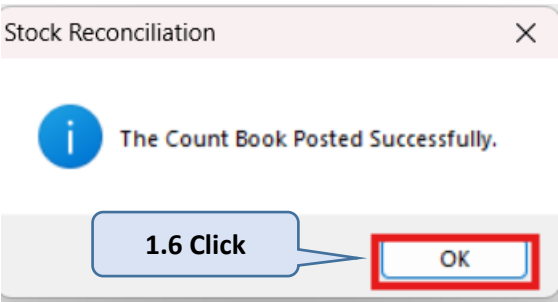 Stock Reconciliation
The Count Book Posted Successfully.
1.6 Click
OK